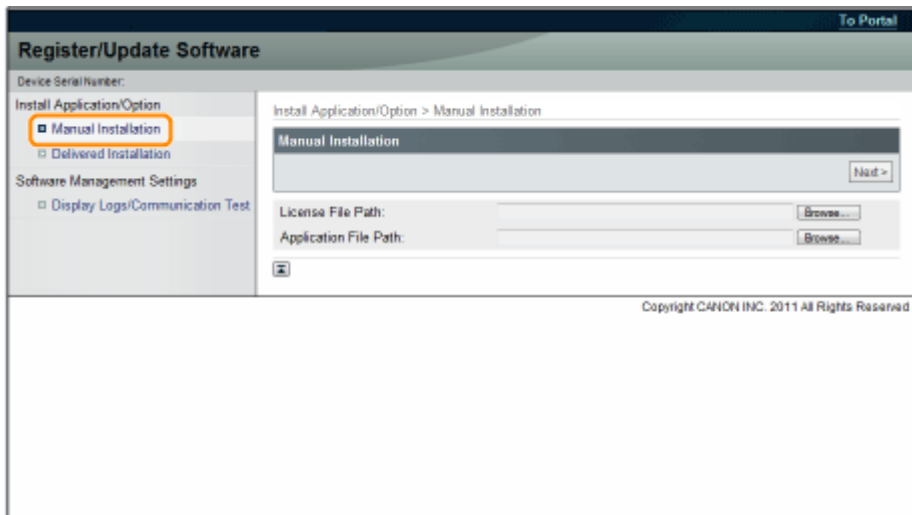 To Portal
Register/Update Software
Device Serial Number:
Install Application/Option
Manual Installation
Delivered Installation
Software Management Settings
Display Logs/Communication Test
Install Application/Option > Manual Installation
Manual Installation
Next >
License File Path: Browse...
Application File Path: Browse...
Copyright CANON INC. 2011 All Rights Reserved